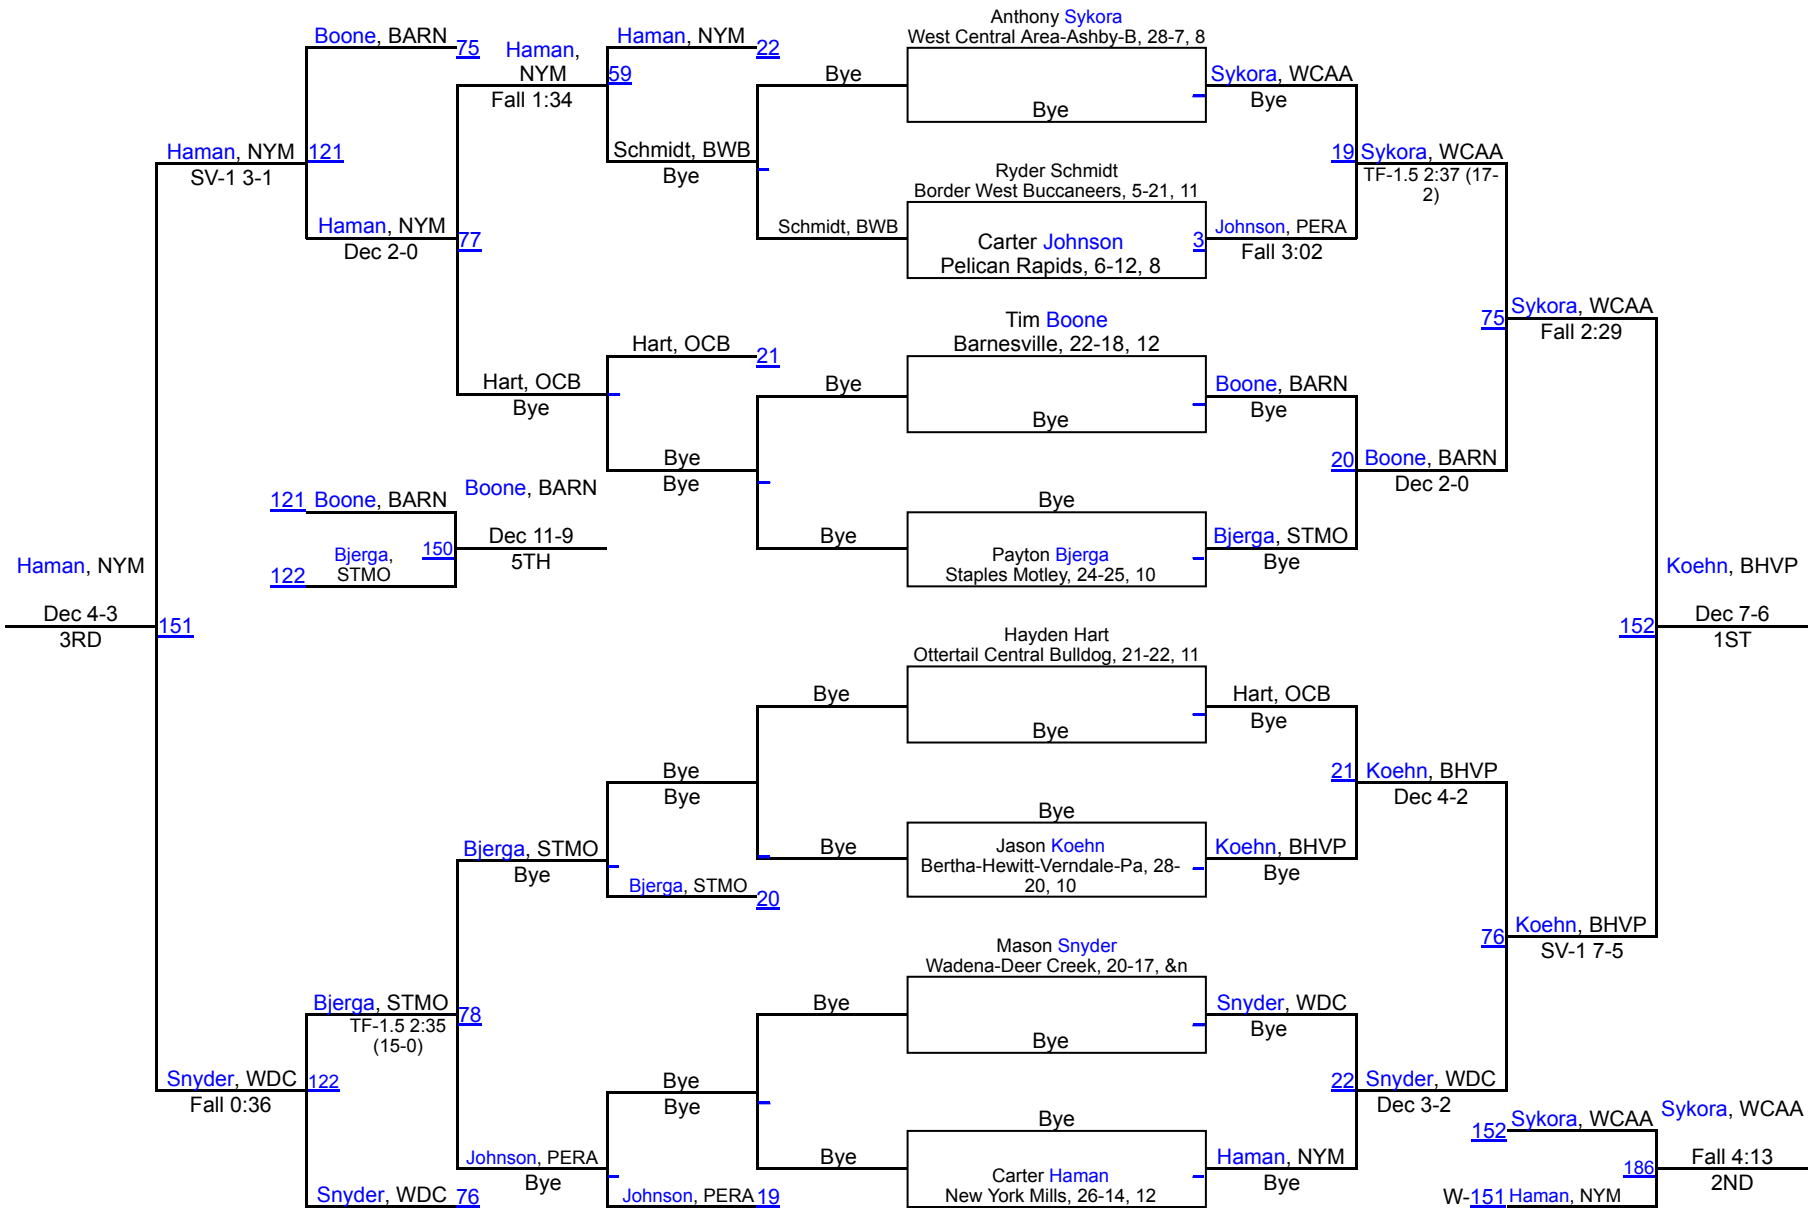 Boone, BARN
75
Haman,
NYM
Fall 1:34
59
Haman, NYM
22
Schmidt, BWB
Bye
Haman, NYM
SV-1 3-1
121
Haman, NYM
Dec 2-0
77
Hart, OCB
Bye
Hart, OCB
21
Bye
Bye
121
Boone, BARN
Bjerga,
STMO
122
150
Boone, BARN
Dec 11-9
5TH
Haman, NYM
Dec 4-3
3RD
151
Bye
Schmidt, BWB
Bye
Bye
Anthony Sykora
West Central Area-Ashby-B, 28-7, 8
Bye
Ryder Schmidt
Border West Buccaneers, 5-21, 11
Carter Johnson
Pelican Rapids, 6-12, 8
3
Tim Boone
Barnesville, 22-18, 12
Bye
Bye
Payton Bjerga
Staples Motley, 24-25, 10
Sykora, WCAA
Bye
Johnson, PERA
Fall 3:02
19
Sykora, WCAA
TF-1.5 2:37 (17-
2)
Boone, BARN
Bye
Bjerga, STMO
Bye
20
Boone, BARN
Dec 2-0
75
Sykora, WCAA
Fall 2:29
152
Koehn, BHVP
Dec 7-6
1ST
Bye
Bye
Bjerga, STMO
Bye
Bjerga, STMO
20
Bjerga, STMO
TF-1.5 2:35
(15-0)
78
Snyder, WDC
Fall 0:36
122
Bye
Bye
Johnson, PERA
Bye
Johnson, PERA
19
Snyder, WDC
76
Bye
Bye
Bye
Bye
Hayden Hart
Ottertail Central Bulldog, 21-22, 11
Bye
Bye
Jason Koehn
Bertha-Hewitt-Verndale-Pa, 28-
20, 10
Mason Snyder
Wadena-Deer Creek, 20-17, &n
Bye
Bye
Carter Haman
New York Mills, 26-14, 12
Hart, OCB
Bye
Koehn, BHVP
Bye
21
Koehn, BHVP
Dec 4-2
Snyder, WDC
Bye
Haman, NYM
Bye
22
Snyder, WDC
Dec 3-2
76
Koehn, BHVP
SV-1 7-5
152
Sykora, WCAA
W-151
Haman, NYM
186
Sykora, WCAA
Fall 4:13
2ND